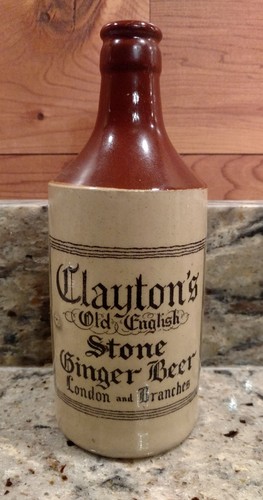 Clayton's
Old English
Stone
Ginger Beer
London and Branches